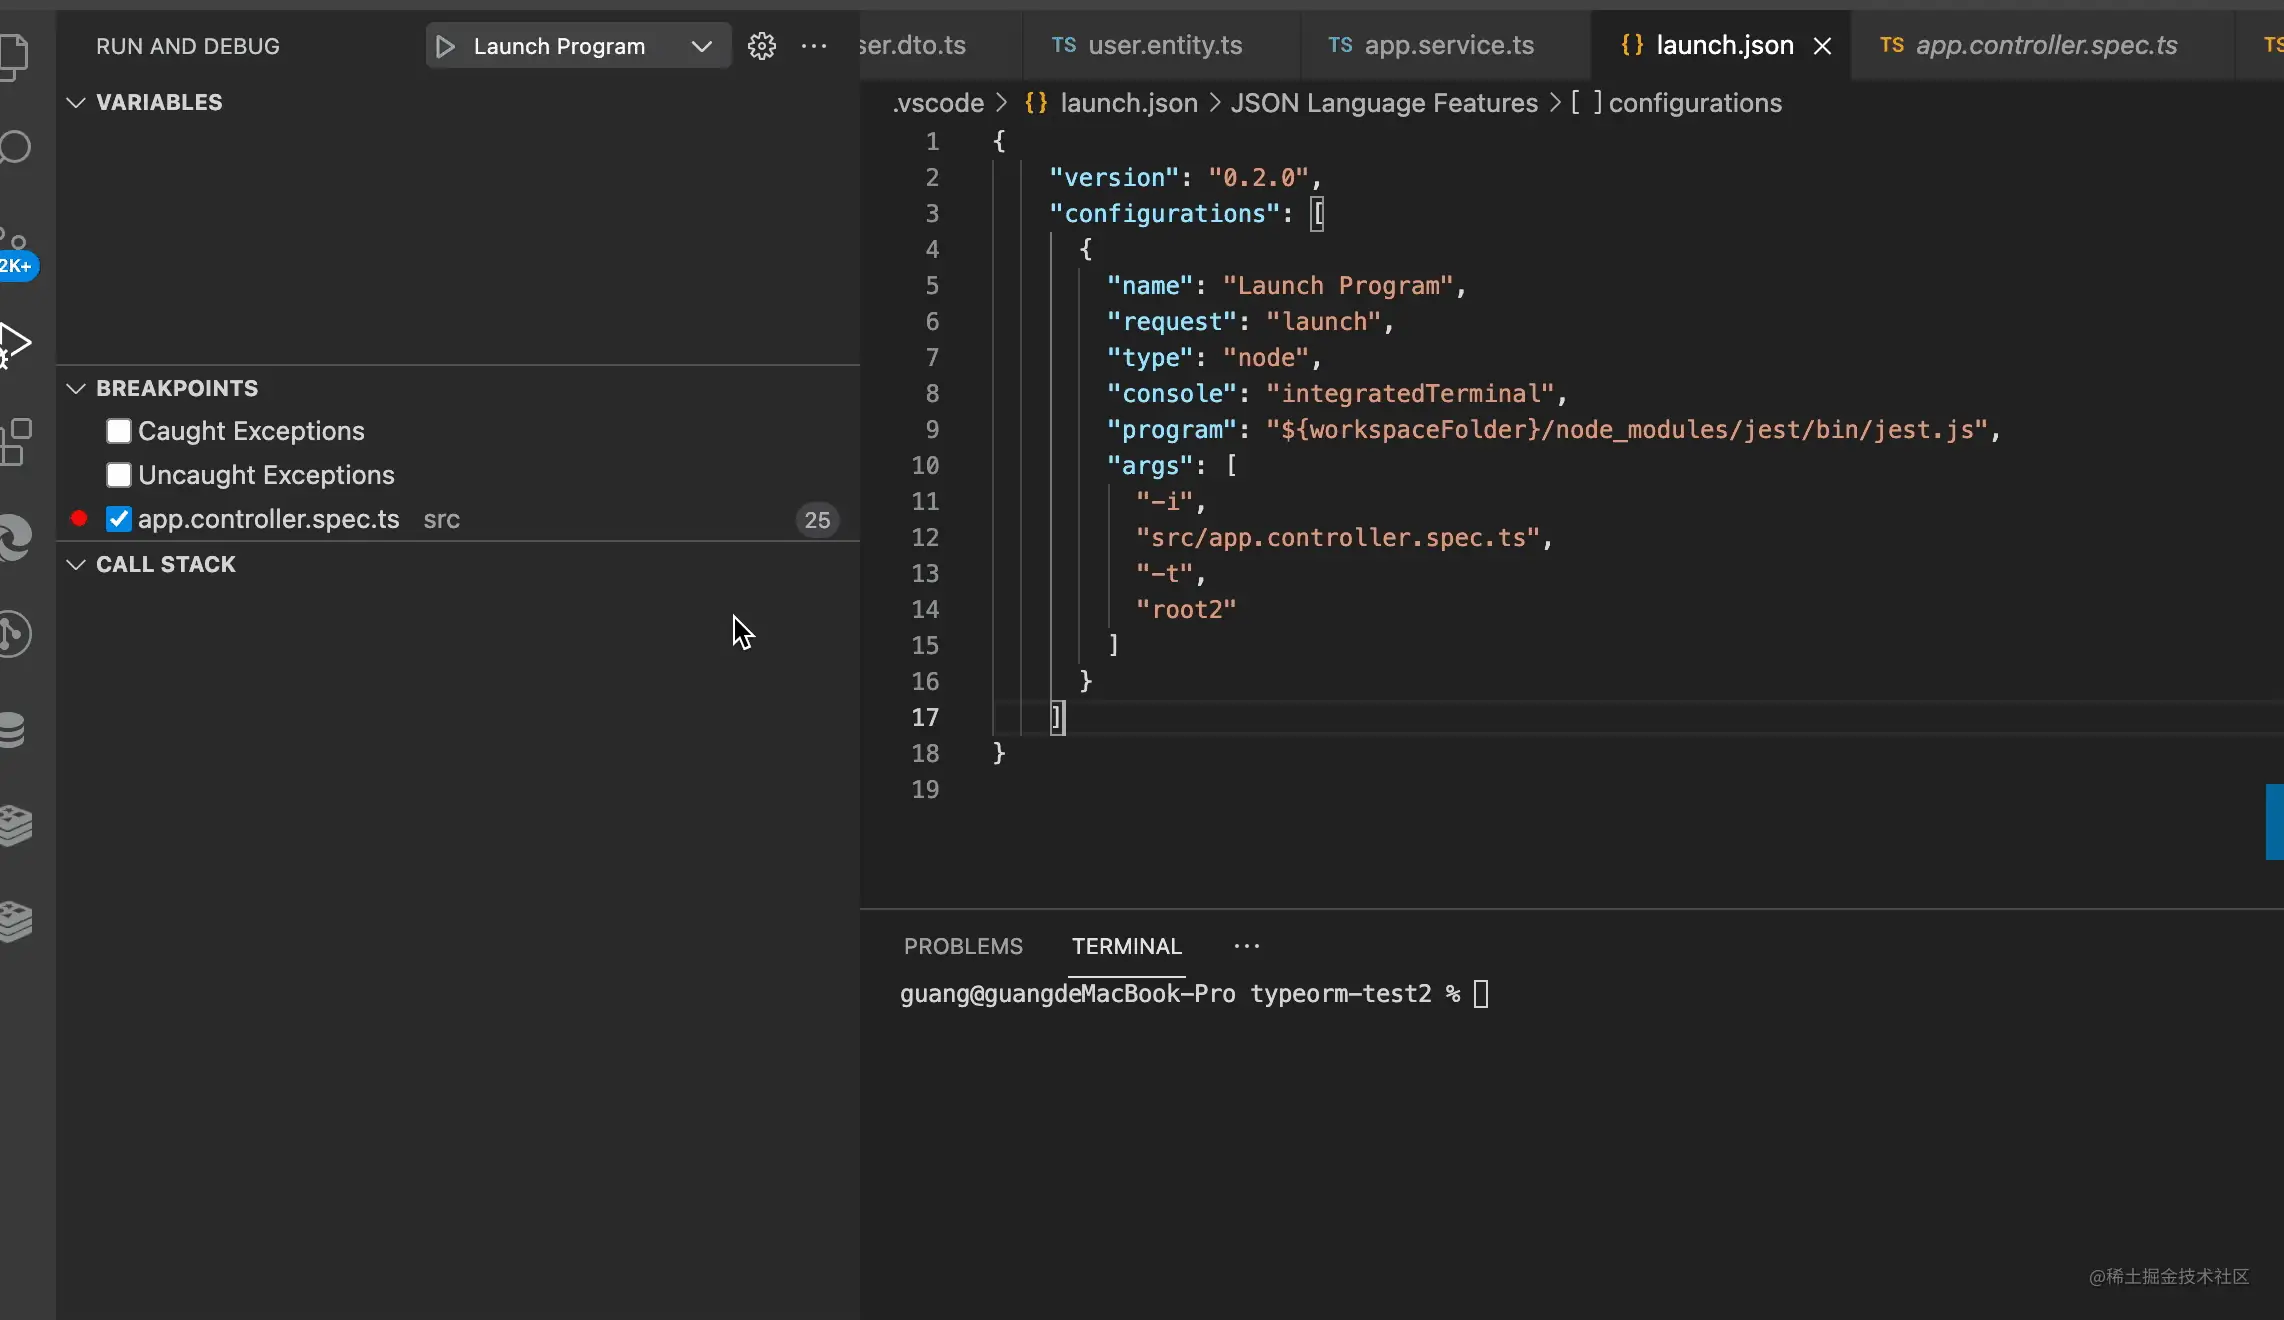 RUN AND DEBUG
Launch Program
VARIABLES
BREAKPOINTS
Caught Exceptions
Uncaught Exceptions
app.controller.spec.ts src 25
CALL STACK
2K+
ser.dto.ts
TS user.entity.ts
TS app.service.ts
{} launch.json
TS app.controller.spec.ts
TS
.vscode > {} launch.json > JSON Language Features > [ ] configurations
1 {
2 "version": "0.2.0",
3 "configurations": [
4 {
5 "name": "Launch Program",
6 "request": "launch",
7 "type": "node",
8 "console": "integratedTerminal",
9 "program": "${workspaceFolder}/node_modules/jest/bin/jest.js",
10 "args": [
11 "-i",
12 "src/app.controller.spec.ts",
13 "-t",
14 "root2"
15 ]
16 }
17 ]
18 }
19
PROBLEMS TERMINAL ···
guang@guangdeMacBook-Pro typeorm-test2 %
@稀土掘金技术社区